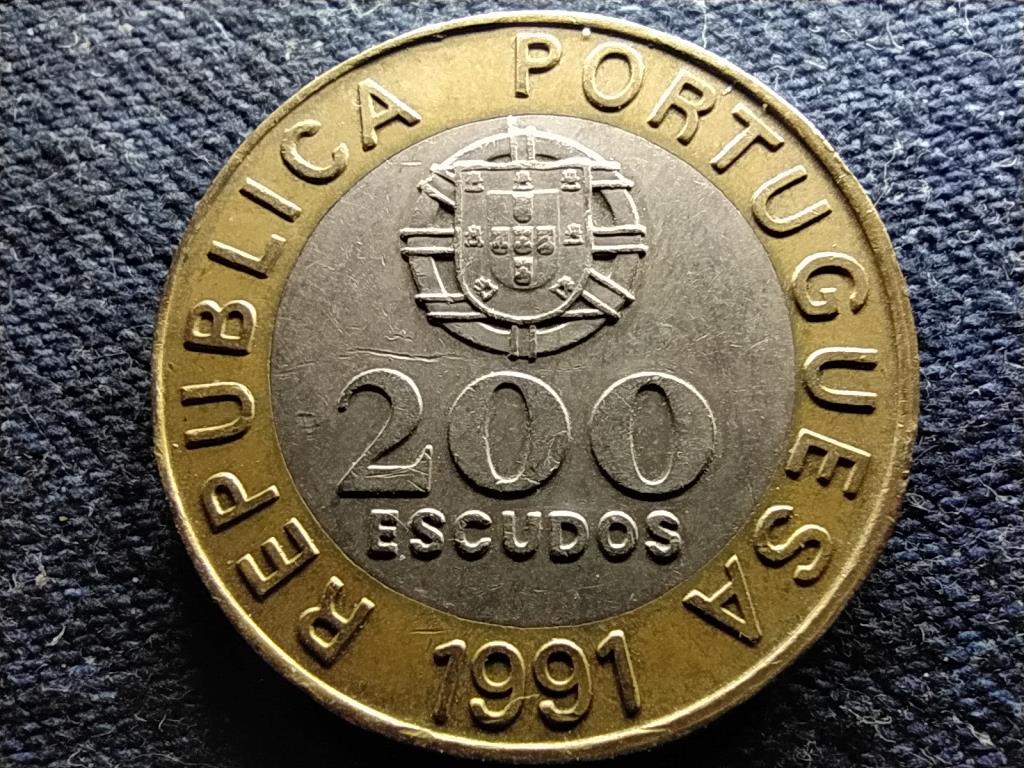 REPUBLICA PORTUGUESA
200
ESCUDOS
1991